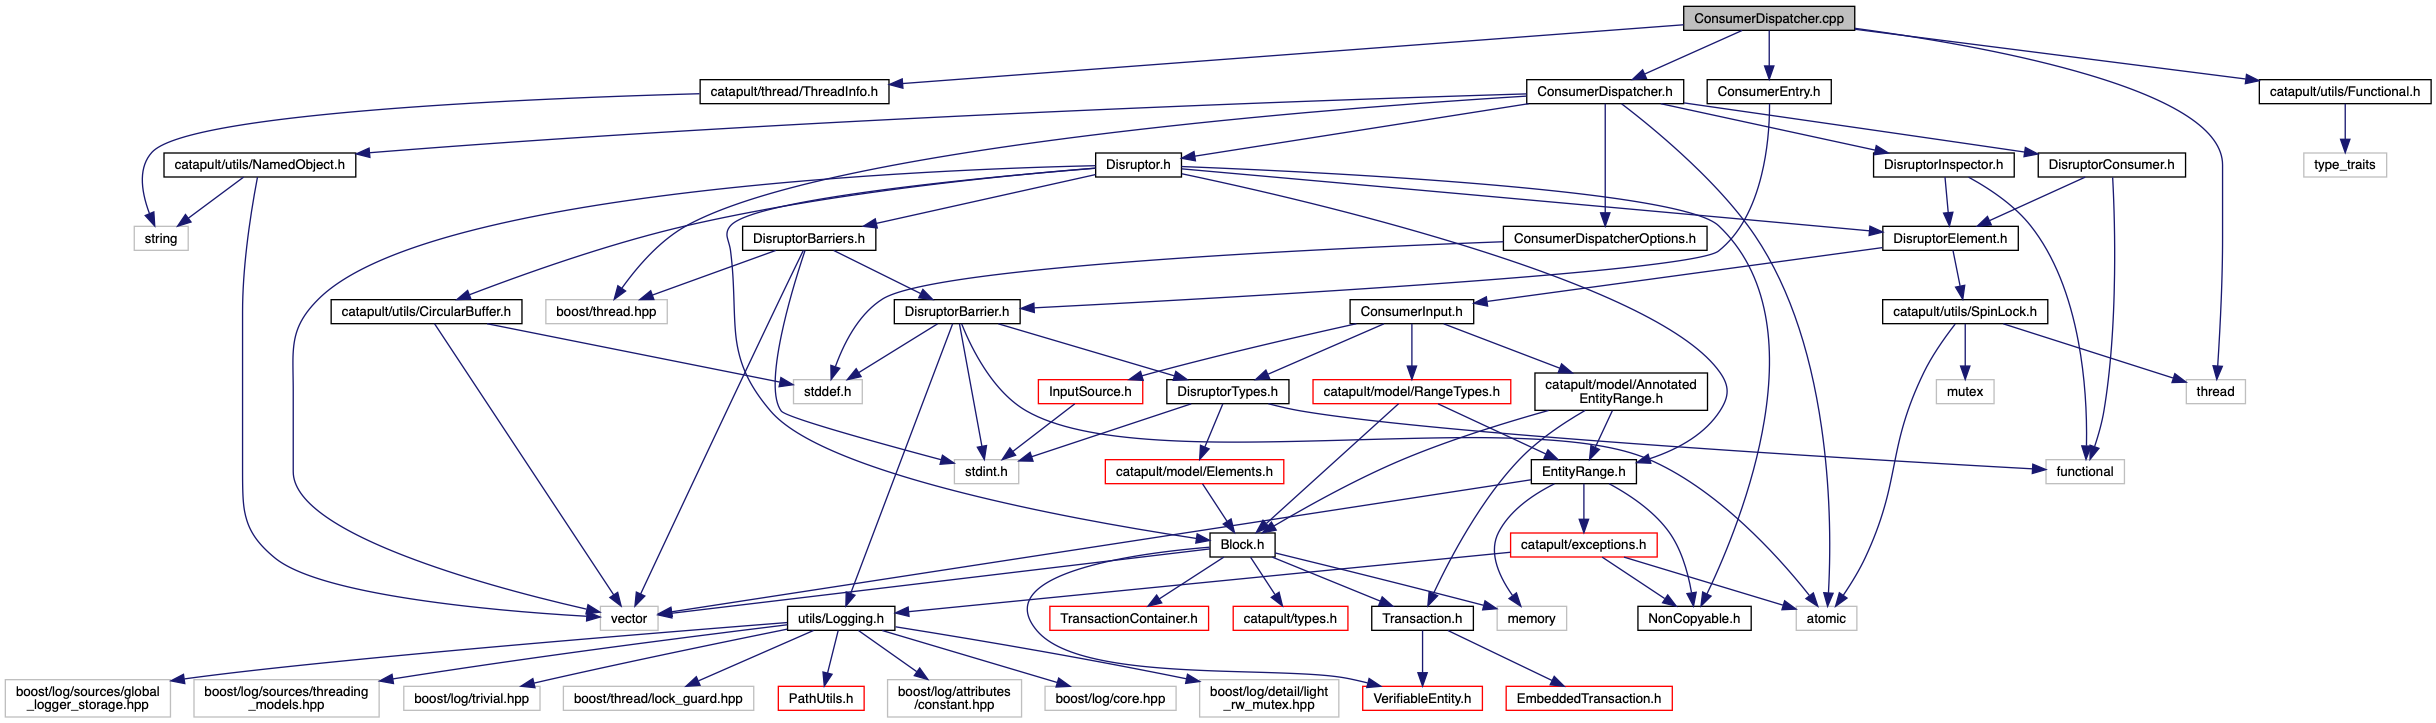 ConsumerDispatcher.cpp
catapult/thread/ThreadInfo.h
ConsumerDispatcher.h
ConsumerEntry.h
catapult/utils/Functional.h
catapult/utils/NamedObject.h
Disruptor.h
DisruptorInspector.h
DisruptorConsumer.h
type_traits
string
DisruptorBarriers.h
ConsumerDispatcherOptions.h
DisruptorElement.h
catapult/utils/CircularBuffer.h
boost/thread.hpp
DisruptorBarrier.h
ConsumerInput.h
catapult/utils/SpinLock.h
stddef.h
InputSource.h
DisruptorTypes.h
catapult/model/RangeTypes.h
catapult/model/Annotated
EntityRange.h
mutex
thread
stdint.h
catapult/model/Elements.h
EntityRange.h
functional
Block.h
catapult/exceptions.h
vector
utils/Logging.h
TransactionContainer.h
catapult/types.h
Transaction.h
memory
NonCopyable.h
atomic
boost/log/sources/global
_logger_storage.hpp
boost/log/sources/threading
_models.hpp
boost/log/trivial.hpp
boost/thread/lock_guard.hpp
PathUtils.h
boost/log/attributes
/constant.hpp
boost/log/core.hpp
boost/log/detail/light
_rw_mutex.hpp
VerifiableEntity.h
EmbeddedTransaction.h